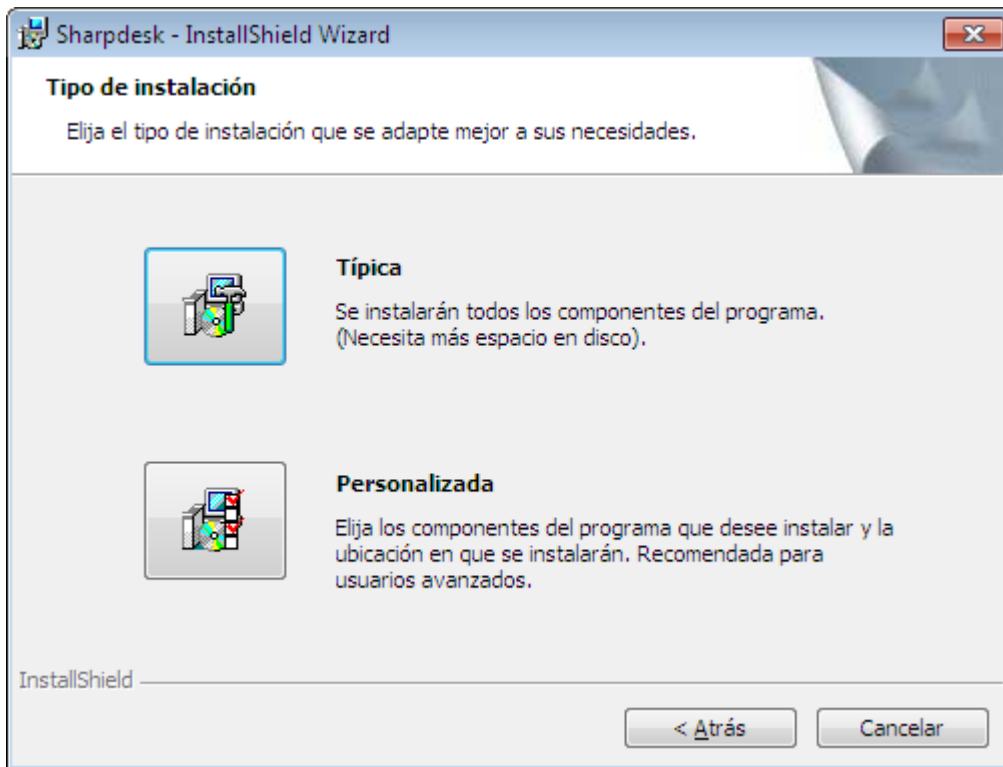 Sharpdesk - InstallShield Wizard
Tipo de instalación
Elija el tipo de instalación que se adapte mejor a sus necesidades.
Típica
Se instalarán todos los componentes del programa.
(Necesita más espacio en disco).
Personalizada
Elija los componentes del programa que desee instalar y la
ubicación en que se instalarán. Recomendada para
usuarios avanzados.
InstallShield
< Atrás
Cancelar